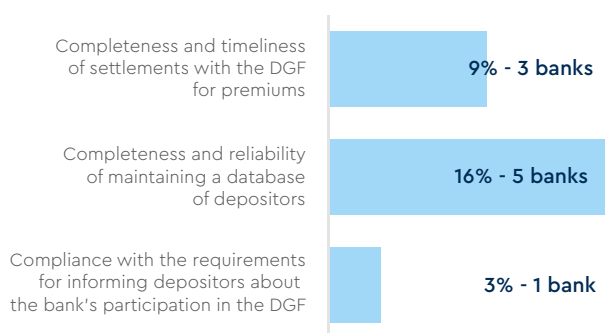 Completeness and timeliness
of settlements with the DGF
for premiums
9% - 3 banks
Completeness and reliability
of maintaining a database
of depositors
16% - 5 banks
Compliance with the requirements
for informing depositors about
the bank's participation in the DGF
3% - 1 bank